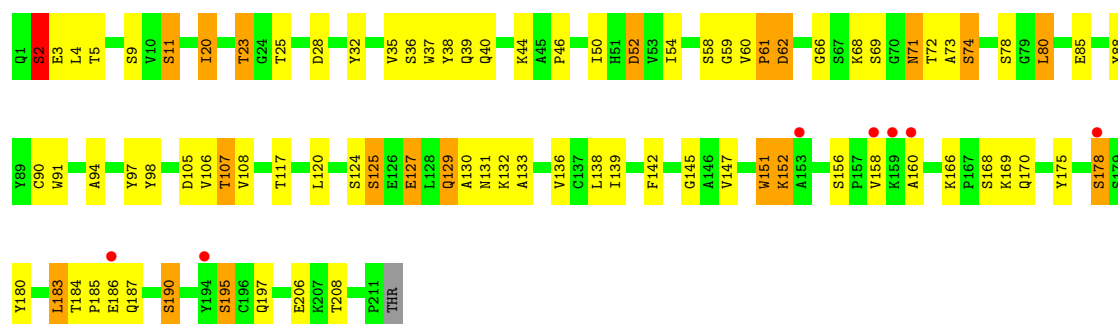 Q1 S2 E3 L4 T5 S9 V10 S11 I20 T23 G24 T25 D28 Y32 V35 S36 W37 Y38 Q39 Q40 K44 A45 P46 I50 H51 D52 V53 I54 S58 G59 V60 P61 D62 G66 S67 K68 S69 G70 N71 T72 A73 S74 S78 G79 L80 E85
Y89 C90 W91 A94 Y97 Y98 D105 V106 T107 V108 T117 L120 S124 S125 E126 E127 L128 Q129 A130 N131 K132 A133 V136 C137 L138 I139 F142 G145 A146 V147 W151 K152 A153 S156 P157 V158 K159 A160 K166 P167 S168 K169 Q170 Y175 S178
Y180 L183 T184 P185 E186 Q187 S190 Y194 S195 C196 Q197 E206 K207 T208 P211 THR